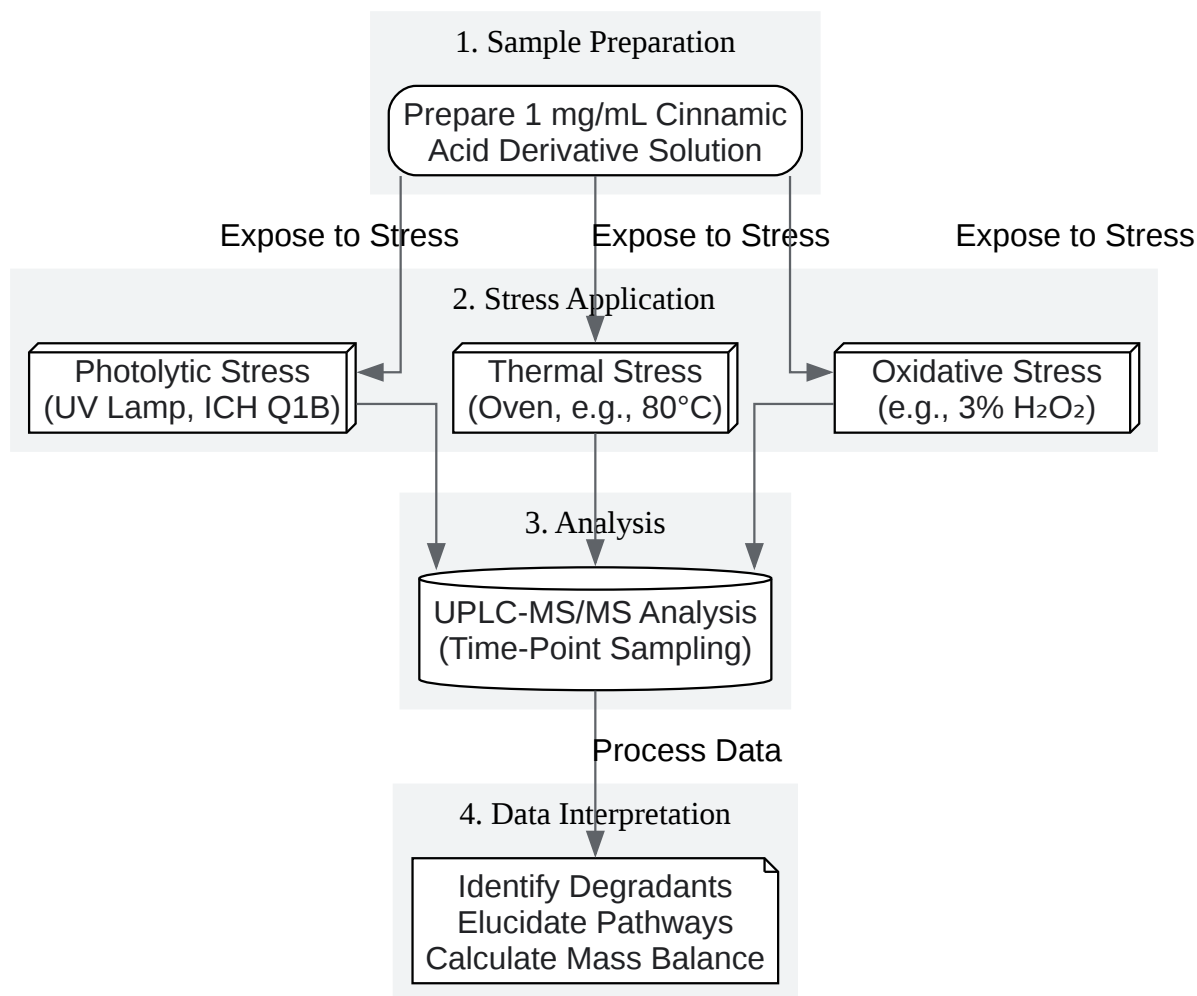 1. Sample Preparation
Prepare 1 mg/mL Cinnamic
Acid Derivative Solution
Expose to Stress
Expose to Stress
Expose to Stress
2. Stress Application
Photolytic Stress
(UV Lamp, ICH Q1B)
Thermal Stress
(Oven, e.g., 80°C)
Oxidative Stress
(e.g., 3% H₂O₂)
3. Analysis
UPLC-MS/MS Analysis
(Time-Point Sampling)
Process Data
4. Data Interpretation
Identify Degradants
Elucidate Pathways
Calculate Mass Balance